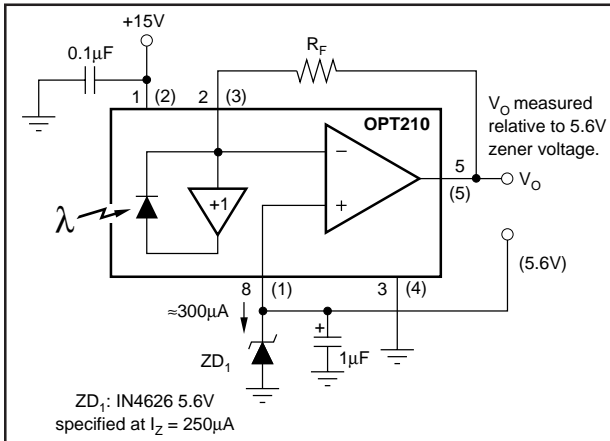 +15V
0.1µF
1 (2)
2 (3)
R_F
OPT210
λ
+1
−
+
5
(5)
V_O
V_O measured
relative to 5.6V
zener voltage.
(5.6V)
8 (1)
3 (4)
≈300µA
ZD_1
+
1µF
ZD_1: IN4626 5.6V
specified at I_Z = 250µA